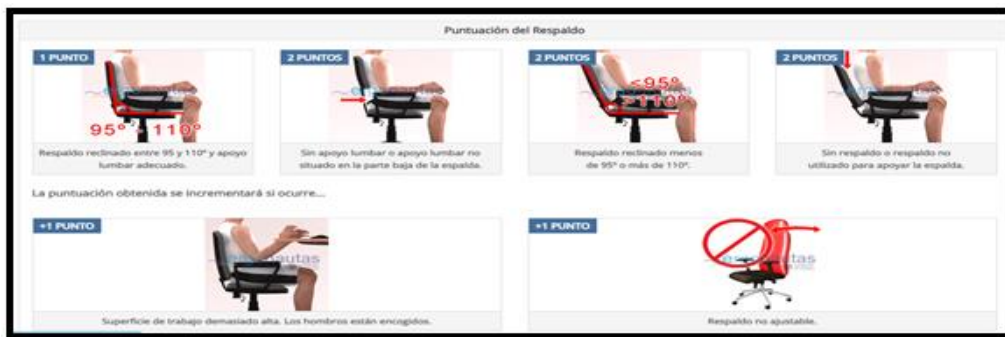 Puntuación del Respaldo
1 PUNTO
95° - 110°
Respaldo reclinado entre 95 y 110° y apoyo
lumbar adecuado.
2 PUNTOS
Sin apoyo lumbar o apoyo lumbar no
situado en la parte baja de la espalda.
2 PUNTOS
<95°
>110°
Respaldo reclinado menos
de 95° o más de 110°.
2 PUNTOS
Sin respaldo o respaldo no
utilizado para apoyar la espalda.
La puntuación obtenida se incrementará si ocurre...
+1 PUNTO
Superficie de trabajo demasiado alta. Los hombros están encogidos.
+1 PUNTO
Respaldo no ajustable.